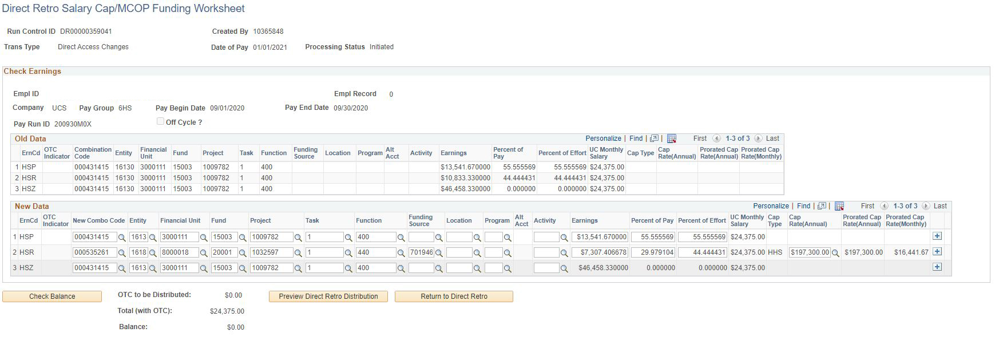 Direct Retro Salary Cap/MCOP Funding Worksheet
Run Control ID DR00000359041 Created By 10365848
Trans Type Direct Access Changes Date of Pay 01/01/2021 Processing Status Initiated
Check Earnings
Empl ID Empl Record 0
Company UCS Pay Group 6HS Pay Begin Date 09/01/2020 Pay End Date 09/30/2020
Pay Run ID 200930M0X Off Cycle ?
Old Data Personalize | Find | | First 1-3 of 3 Last
ErnCd OTC Indicator Combination Code Entity Financial Unit Fund Project Task Function Funding Source Location Program Alt Acct Activity Earnings Percent of Pay Percent of Effort UC Monthly Salary Cap Type Cap Rate(Annual) Prorated Cap Rate(Annual) Prorated Cap Rate(Monthly)
1 HSP 000431415 16130 3000111 15003 1009782 1 400 $13,541.670000 55.555569 55.555569 $24,375.00
2 HSR 000431415 16130 3000111 15003 1009782 1 400 $10,833.330000 44.444431 44.444431 $24,375.00
3 HSZ 000431415 16130 3000111 15003 1009782 1 400 $46,458.330000 0.000000 0.000000 $24,375.00
New Data Personalize | Find | | First 1-3 of 3 Last
ErnCd OTC Indicator New Combo Code Entity Financial Unit Fund Project Task Function Funding Source Location Program Alt Acct Activity Earnings Percent of Pay Percent of Effort UC Monthly Salary Cap Type Cap Rate(Annual) Prorated Cap Rate(Annual) Prorated Cap Rate(Monthly)
1 HSP 000431415 1613 3000111 15003 1009782 1 400 $13,541.670000 55.555569 55.555569 $24,375.00
2 HSR 000535261 1618 8000018 20001 1032597 1 440 701946 $7,307.406678 29.979104 44.444431 $24,375.00 HHS $197,300.00 $197,300.00 $16,441.67
3 HSZ 000431415 1613 3000111 15003 1009782 1 400 $46,458.330000 0.000000 0.000000 $24,375.00
Check Balance OTC to be Distributed: $0.00 Preview Direct Retro Distribution Return to Direct Retro
Total (with OTC): $24,375.00
Balance: $0.00